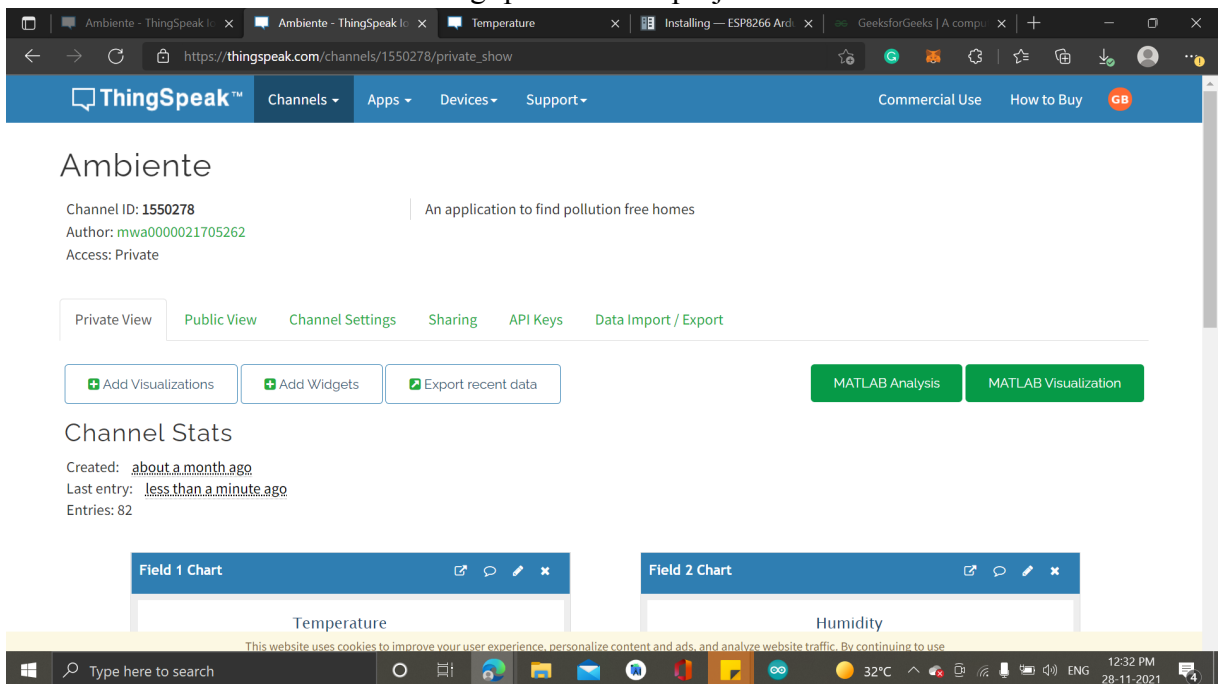 Ambiente - ThingSpeak Io
Ambiente - ThingSpeak Io
Temperature
Installing — ESP8266 Ardu
GeeksforGeeks | A compu
https://thingspeak.com/channels/1550278/private_show
ThingSpeak™ Channels Apps Devices Support Commercial Use How to Buy GB
Ambiente
Channel ID: 1550278
Author: mwa0000021705262
Access: Private
An application to find pollution free homes
Private View Public View Channel Settings Sharing API Keys Data Import / Export
Add Visualizations Add Widgets Export recent data MATLAB Analysis MATLAB Visualization
Channel Stats
Created: about a month ago
Last entry: less than a minute ago
Entries: 82
Field 1 Chart
Field 2 Chart
Temperature
Humidity
This website uses cookies to improve your user experience, personalize content and ads, and analyze website traffic. By continuing to use
Type here to search
32°C ENG 12:32 PM
28-11-2021
4